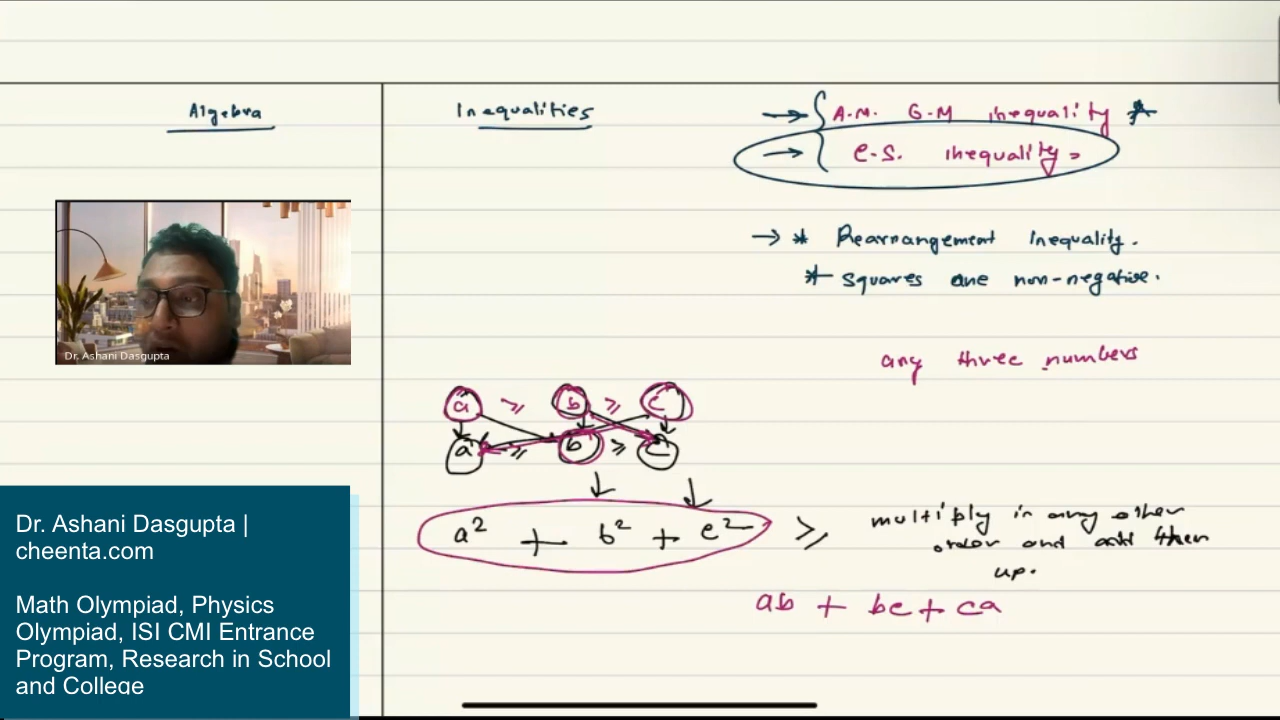 Algebra
Inequalities
→ { A.M. G.M inequality *
→ { C.S. inequality
→ * Rearrangement Inequality.
* Squares are non-negative.
Dr. Ashani Dasgupta
any three numbers
a ≥ b ≥ c
a ≥ b ≥ c
a² + b² + c² ≥ multiply in any other
order and add them
up.
ab + bc + ca
Dr. Ashani Dasgupta |
cheenta.com
Math Olympiad, Physics
Olympiad, ISI CMI Entrance
Program, Research in School
and College